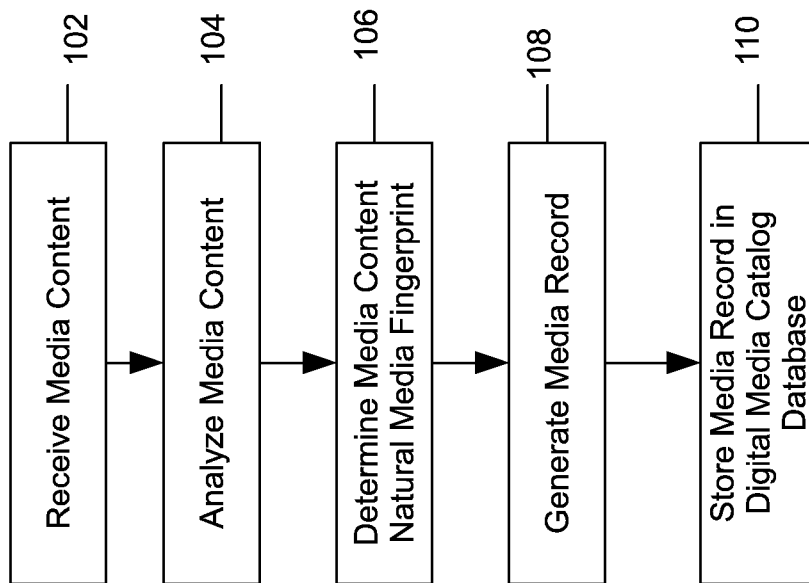 Receive Media Content
102
Analyze Media Content
104
Determine Media Content
Natural Media Fingerprint
106
Generate Media Record
108
Store Media Record in
Digital Media Catalog
Database
110